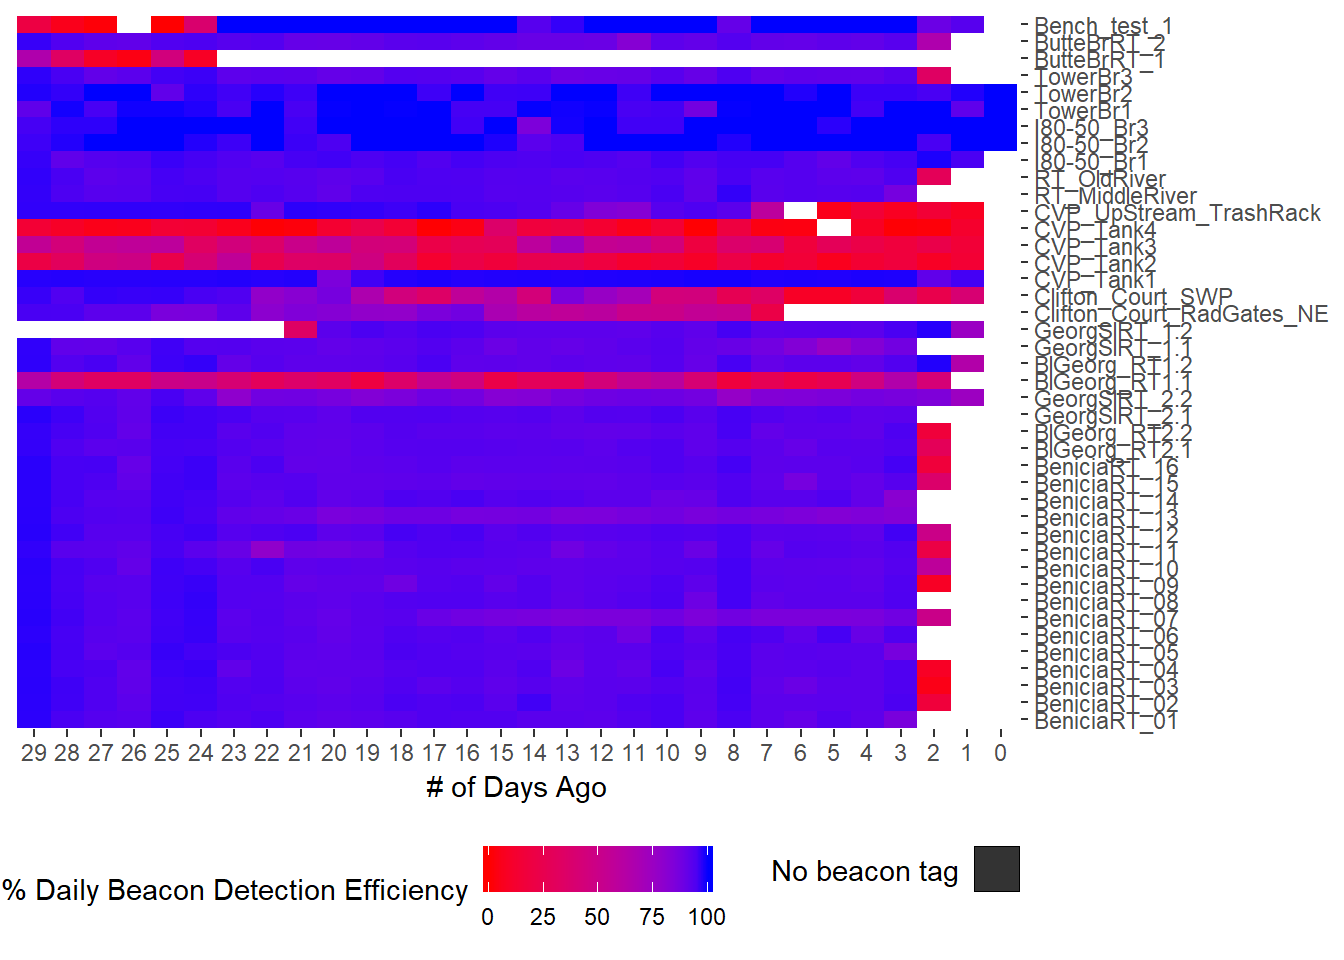 Bench_test_1
ButteBrRT_2
ButteBrRT_1
TowerBr3
TowerBr2
TowerBr1
I80-50_Br3
I80-50_Br2
I80-50_Br1
RT_OldRiver
RT_MiddleRiver
CVP_UpStream_TrashRack
CVP_Tank4
CVP_Tank3
CVP_Tank2
CVP_Tank1
Clifton_Court_SWP
Clifton_Court_RadGates_NE
GeorgSlRT_1.2
GeorgSlRT_1.1
BlGeorg_RT1.2
BlGeorg_RT1.1
GeorgSlRT_2.2
GeorgSlRT_2.1
BlGeorg_RT2.2
BlGeorg_RT2.1
BeniciaRT_16
BeniciaRT_15
BeniciaRT_14
BeniciaRT_13
BeniciaRT_12
BeniciaRT_11
BeniciaRT_10
BeniciaRT_09
BeniciaRT_08
BeniciaRT_07
BeniciaRT_06
BeniciaRT_05
BeniciaRT_04
BeniciaRT_03
BeniciaRT_02
BeniciaRT_01
29 28 27 26 25 24 23 22 21 20 19 18 17 16 15 14 13 12 11 10 9 8 7 6 5 4 3 2 1 0
# of Days Ago
% Daily Beacon Detection Efficiency
0 25 50 75 100
No beacon tag